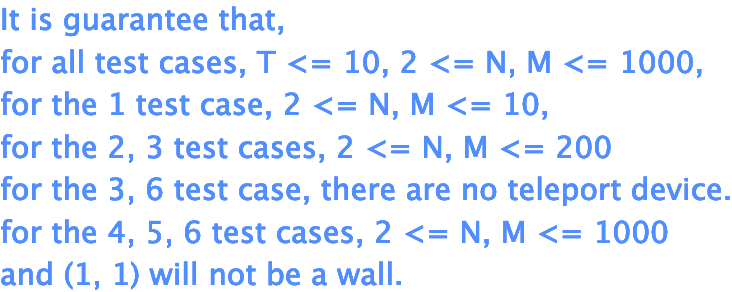 It is guarantee that,
for all test cases, T <= 10, 2 <= N, M <= 1000,
for the 1 test case, 2 <= N, M <= 10,
for the 2, 3 test cases, 2 <= N, M <= 200
for the 3, 6 test case, there are no teleport device.
for the 4, 5, 6 test cases, 2 <= N, M <= 1000
and (1, 1) will not be a wall.